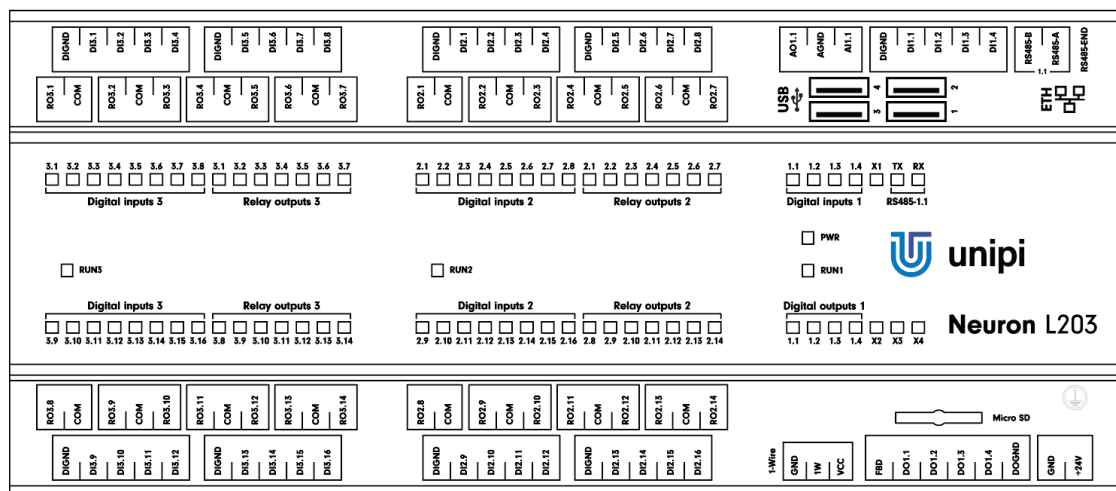 DIGND DI3.1 DI3.2 DI3.3 DI3.4 DIGND DI3.5 DI3.6 DI3.7 DI3.8 DIGND DI2.1 DI2.2 DI2.3 DI2.4 DIGND DI2.5 DI2.6 DI2.7 DI2.8 AO1.1 AGND AI1.1 DIGND DI1.1 DI1.2 DI1.3 DI1.4 RS485-B RS485-A RS485-END
1.1
RO3.1 COM RO3.2 COM RO3.3 RO3.4 COM RO3.5 RO3.6 COM RO3.7 RO2.1 COM RO2.2 COM RO2.3 RO2.4 COM RO2.5 RO2.6 COM RO2.7 USB 4 3 2 1 ETH
3.1 3.2 3.3 3.4 3.5 3.6 3.7 3.8 3.1 3.2 3.3 3.4 3.5 3.6 3.7 2.1 2.2 2.3 2.4 2.5 2.6 2.7 2.8 2.1 2.2 2.3 2.4 2.5 2.6 2.7 1.1 1.2 1.3 1.4 X1 TX RX
Digital inputs 3 Relay outputs 3 Digital inputs 2 Relay outputs 2 Digital inputs 1 RS485-1.1
PWR
unipi
RUN3 RUN2 RUN1
Digital inputs 3 Relay outputs 3 Digital inputs 2 Relay outputs 2 Digital outputs 1
Neuron L203
3.9 3.10 3.11 3.12 3.13 3.14 3.15 3.16 3.8 3.9 3.10 3.11 3.12 3.13 3.14 2.9 2.10 2.11 2.12 2.13 2.14 2.15 2.16 2.8 2.9 2.10 2.11 2.12 2.13 2.14 1.1 1.2 1.3 1.4 X2 X3 X4
RO3.8 COM RO3.9 COM RO3.10 RO3.11 COM RO3.12 RO3.13 COM RO3.14 RO2.8 COM RO2.9 COM RO2.10 RO2.11 COM RO2.12 RO2.13 COM RO2.14
Micro SD
DIGND DI3.9 DI3.10 DI3.11 DI3.12 DIGND DI3.13 DI3.14 DI3.15 DI3.16 DIGND DI2.9 DI2.10 DI2.11 DI2.12 DIGND DI2.13 DI2.14 DI2.15 DI2.16 1-Wire GND 1W VCC FBD DO1.1 DO1.2 DO1.3 DO1.4 DOGND GND +24V